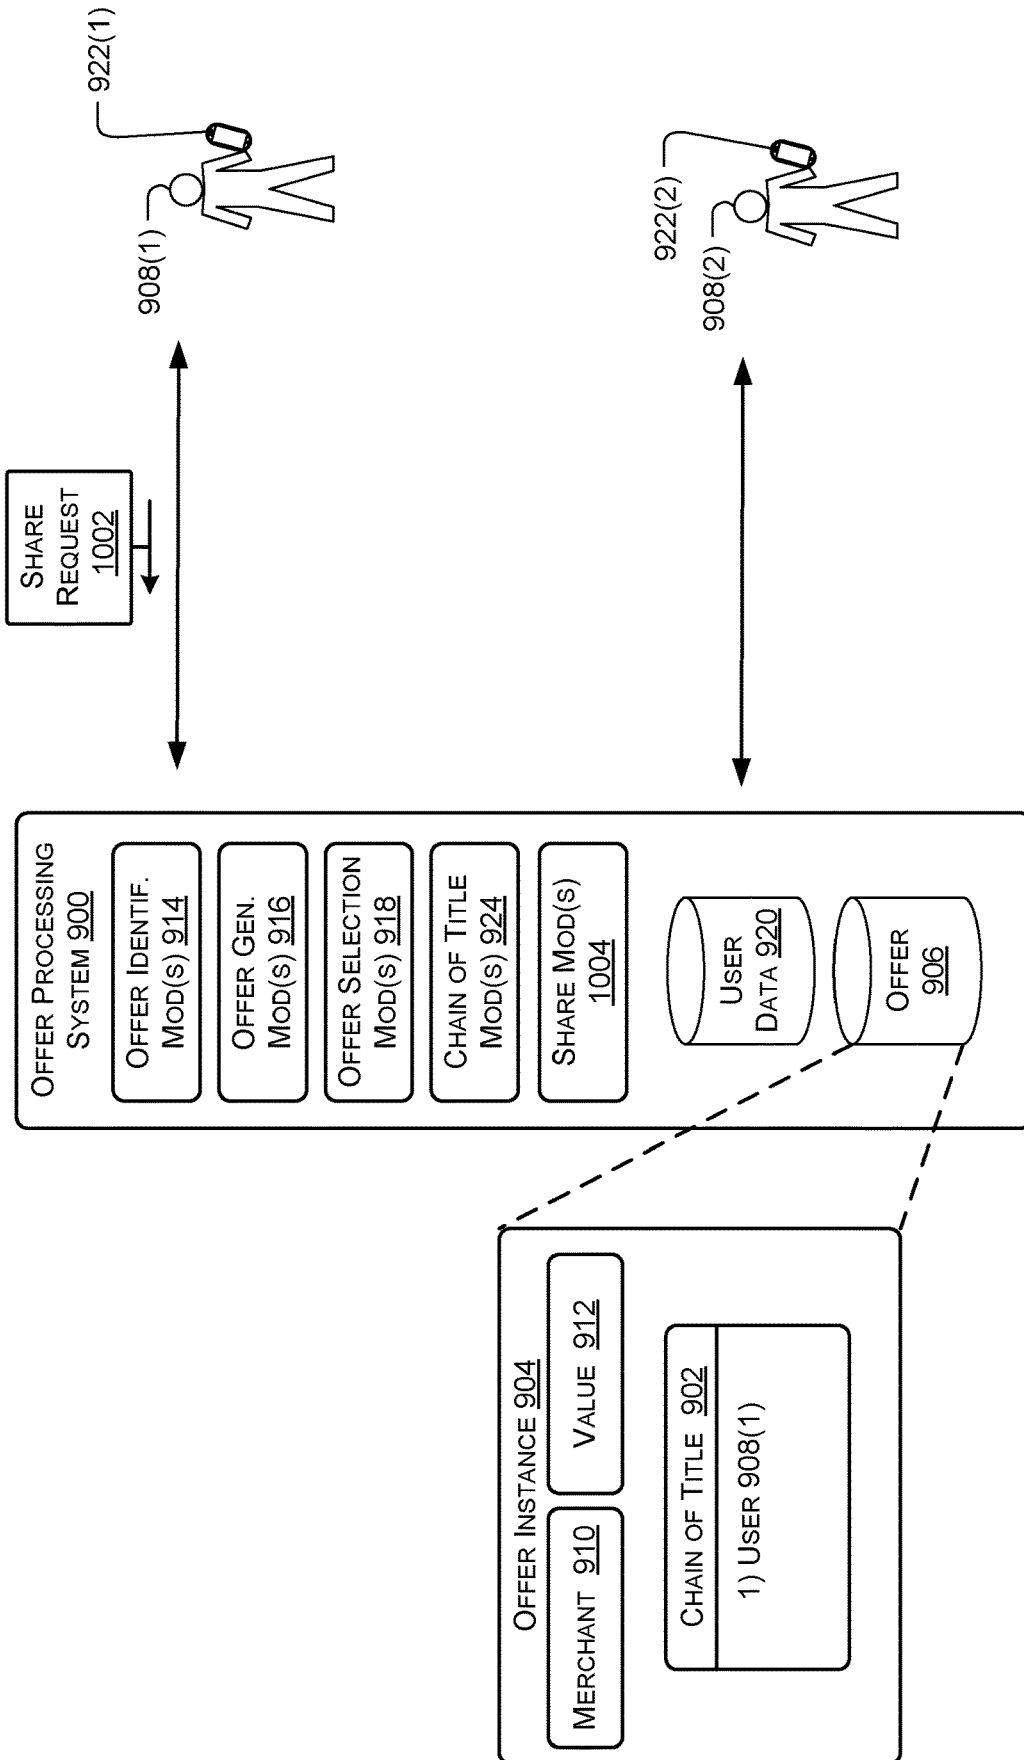 OFFER PROCESSING
SYSTEM 900
OFFER IDENTIF.
MOD(S) 914
OFFER GEN.
MOD(S) 916
OFFER SELECTION
MOD(S) 918
CHAIN OF TITLE
MOD(S) 924
SHARE MOD(S)
1004
USER
DATA 920
OFFER
906
OFFER INSTANCE 904
MERCHANT 910
VALUE 912
CHAIN OF TITLE 902
1) USER 908(1)
SHARE
REQUEST
1002
908(1)
922(1)
922(2)
908(2)